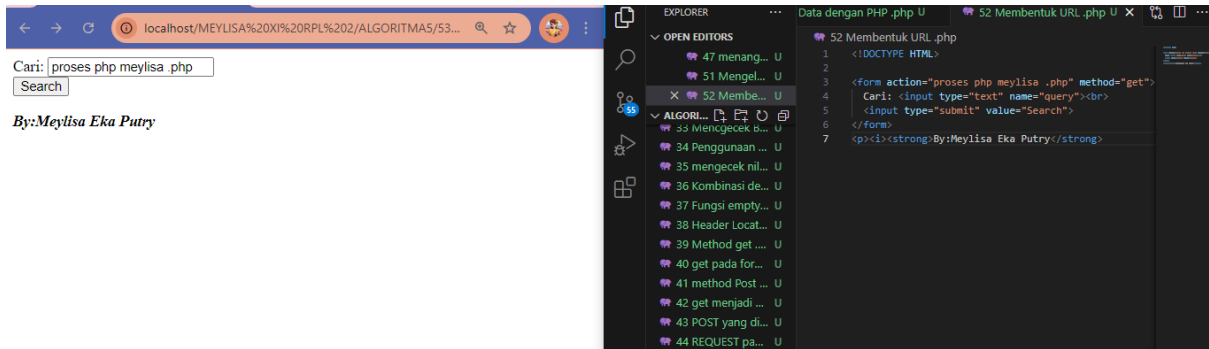 localhost/MEYLISA%20XI%20RPL%202/ALGORITMA5/53...
Cari: proses php meylisa .php
Search
By:Meylisa Eka Putry
EXPLORER ...
OPEN EDITORS
47 menang... U
51 Mengel... U
52 Membe... U
55
ALGORI...
33 Mencgecek B... U
34 Penggunaan ... U
35 mengecek nil... U
36 Kombinasi de... U
37 Fungsi empty... U
38 Header Locat... U
39 Method get .... U
40 get pada for... U
41 method Post ... U
42 get menjadi ... U
43 POST yang di... U
44 REQUEST pa... U
Data dengan PHP .php U
52 Membentuk URL .php U
52 Membentuk URL .php
1 <!DOCTYPE HTML>
2
3 <form action="proses php meylisa .php" method="get">
4 Cari: <input type="text" name="query"><br>
5 <input type="submit" value="Search">
6 </form>
7 <p><i><strong>By:Meylisa Eka Putry</strong>